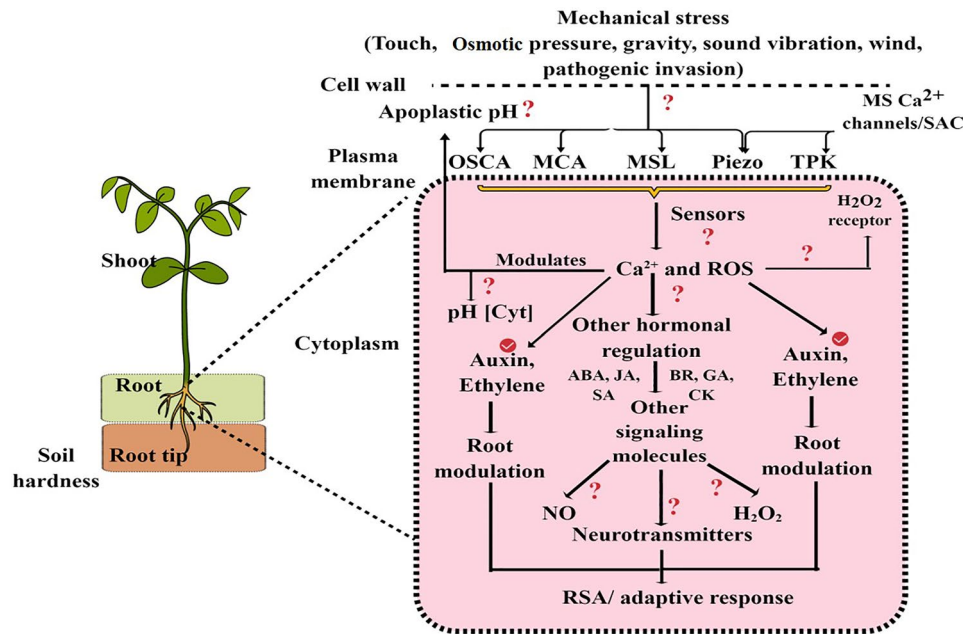 Mechanical stress
(Touch, Osmotic pressure, gravity, sound vibration, wind,
pathogenic invasion)
Cell wall
Apoplastic pH ?
?
MS Ca²⁺
channels/SAC
Plasma
membrane
OSCA MCA MSL Piezo TPK
H₂O₂
receptor
Sensors
?
Shoot
Modulates
Ca²⁺ and ROS
?
?
pH [Cyt]
?
Cytoplasm
Other hormonal
regulation
Auxin,
Ethylene
Auxin,
Ethylene
ABA, JA,
SA
BR, GA,
CK
Root
Other
signaling
molecules
Root
modulation
Root
modulation
Soil
hardness
Root tip
?
?
?
NO
H₂O₂
Neurotransmitters
RSA/ adaptive response